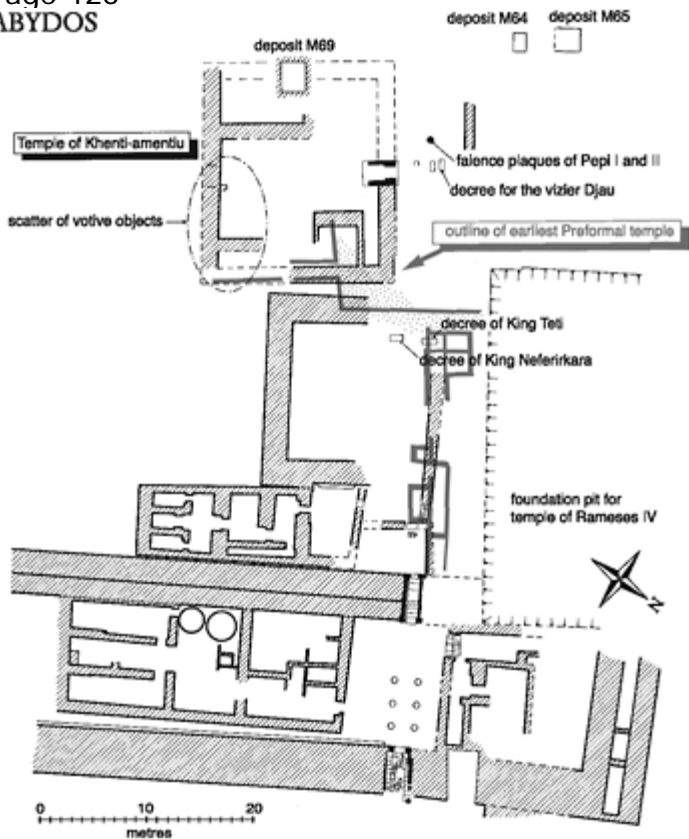 ABYDOS
deposit M64
deposit M65
deposit M69
Temple of Khenti-amentiu
faience plaques of Pepi I and II
decree for the vizier Djau
scatter of votive objects
outline of earliest Preformal temple
decree of King Teti
decree of King Neferirkara
foundation pit for
temple of Rameses IV
N
0 10 20
metres